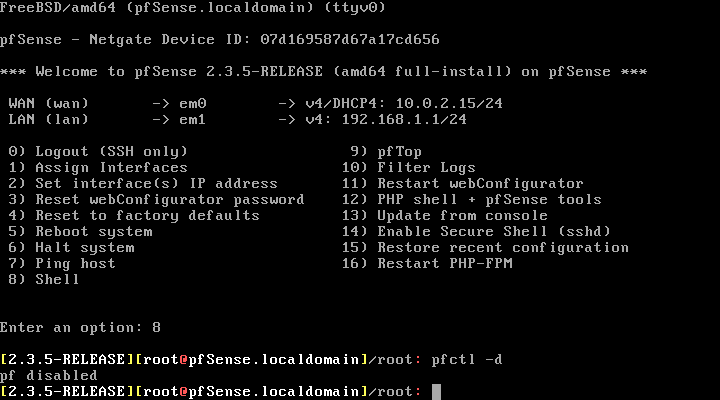 FreeBSD/amd64 (pfSense.localdomain) (ttyv0)
pfSense - Netgate Device ID: 07d169587d67a17cd656
*** Welcome to pfSense 2.3.5-RELEASE (amd64 full-install) on pfSense ***
WAN (wan) -> em0 -> v4/DHCP4: 10.0.2.15/24
LAN (lan) -> em1 -> v4: 192.168.1.1/24
0) Logout (SSH only) 9) pfTop
1) Assign Interfaces 10) Filter Logs
2) Set interface(s) IP address 11) Restart webConfigurator
3) Reset webConfigurator password 12) PHP shell + pfSense tools
4) Reset to factory defaults 13) Update from console
5) Reboot system 14) Enable Secure Shell (sshd)
6) Halt system 15) Restore recent configuration
7) Ping host 16) Restart PHP-FPM
8) Shell
Enter an option: 8
[2.3.5-RELEASE][root@pfSense.localdomain]/root: pfctl -d
pf disabled
[2.3.5-RELEASE][root@pfSense.localdomain]/root: